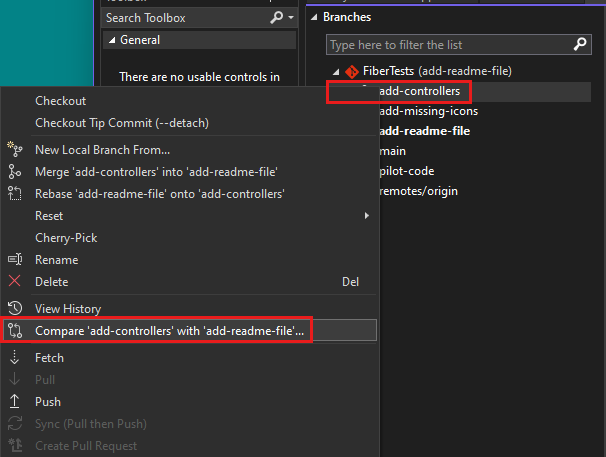 Search Toolbox
General
There are no usable controls in
Branches
Type here to filter the list
FiberTests (add-readme-file)
add-controllers
add-missing-icons
add-readme-file
main
pilot-code
remotes/origin
Checkout
Checkout Tip Commit (--detach)
New Local Branch From...
Merge 'add-controllers' into 'add-readme-file'
Rebase 'add-readme-file' onto 'add-controllers'
Reset
Cherry-Pick
Rename
Delete Del
View History
Compare 'add-controllers' with 'add-readme-file'...
Fetch
Pull
Push
Sync (Pull then Push)
Create Pull Request